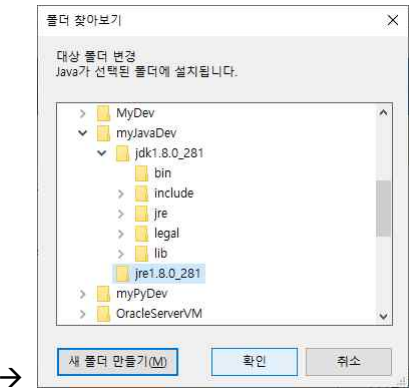 폴더 찾아보기
대상 폴더 변경
Java가 선택된 폴더에 설치됩니다.
MyDev
myJavaDev
jdk1.8.0_281
bin
include
jre
legal
lib
jre1.8.0_281
myPyDev
OracleServerVM
→ 새 폴더 만들기(M) 확인 취소